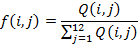 f(i,j) = Q(i,j) / ∑_{j=1}^{12} Q(i,j)